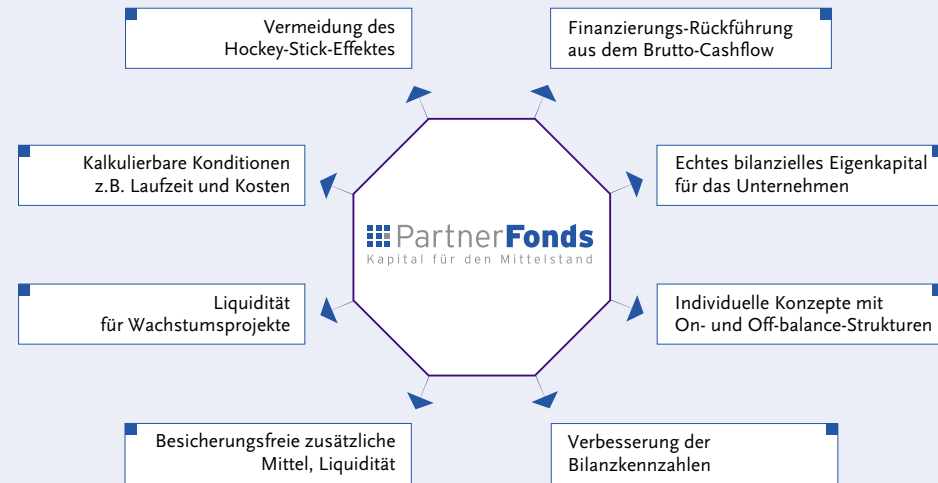 Vermeidung des
Hockey-Stick-Effektes
Finanzierungs-Rückführung
aus dem Brutto-Cashflow
Kalkulierbare Konditionen
z.B. Laufzeit und Kosten
Echtes bilanzielles Eigenkapital
für das Unternehmen
PartnerFonds
Kapital für den Mittelstand
Liquidität
für Wachstumsprojekte
Individuelle Konzepte mit
On- und Off-balance-Strukturen
Besicherungsfreie zusätzliche
Mittel, Liquidität
Verbesserung der
Bilanzkennzahlen